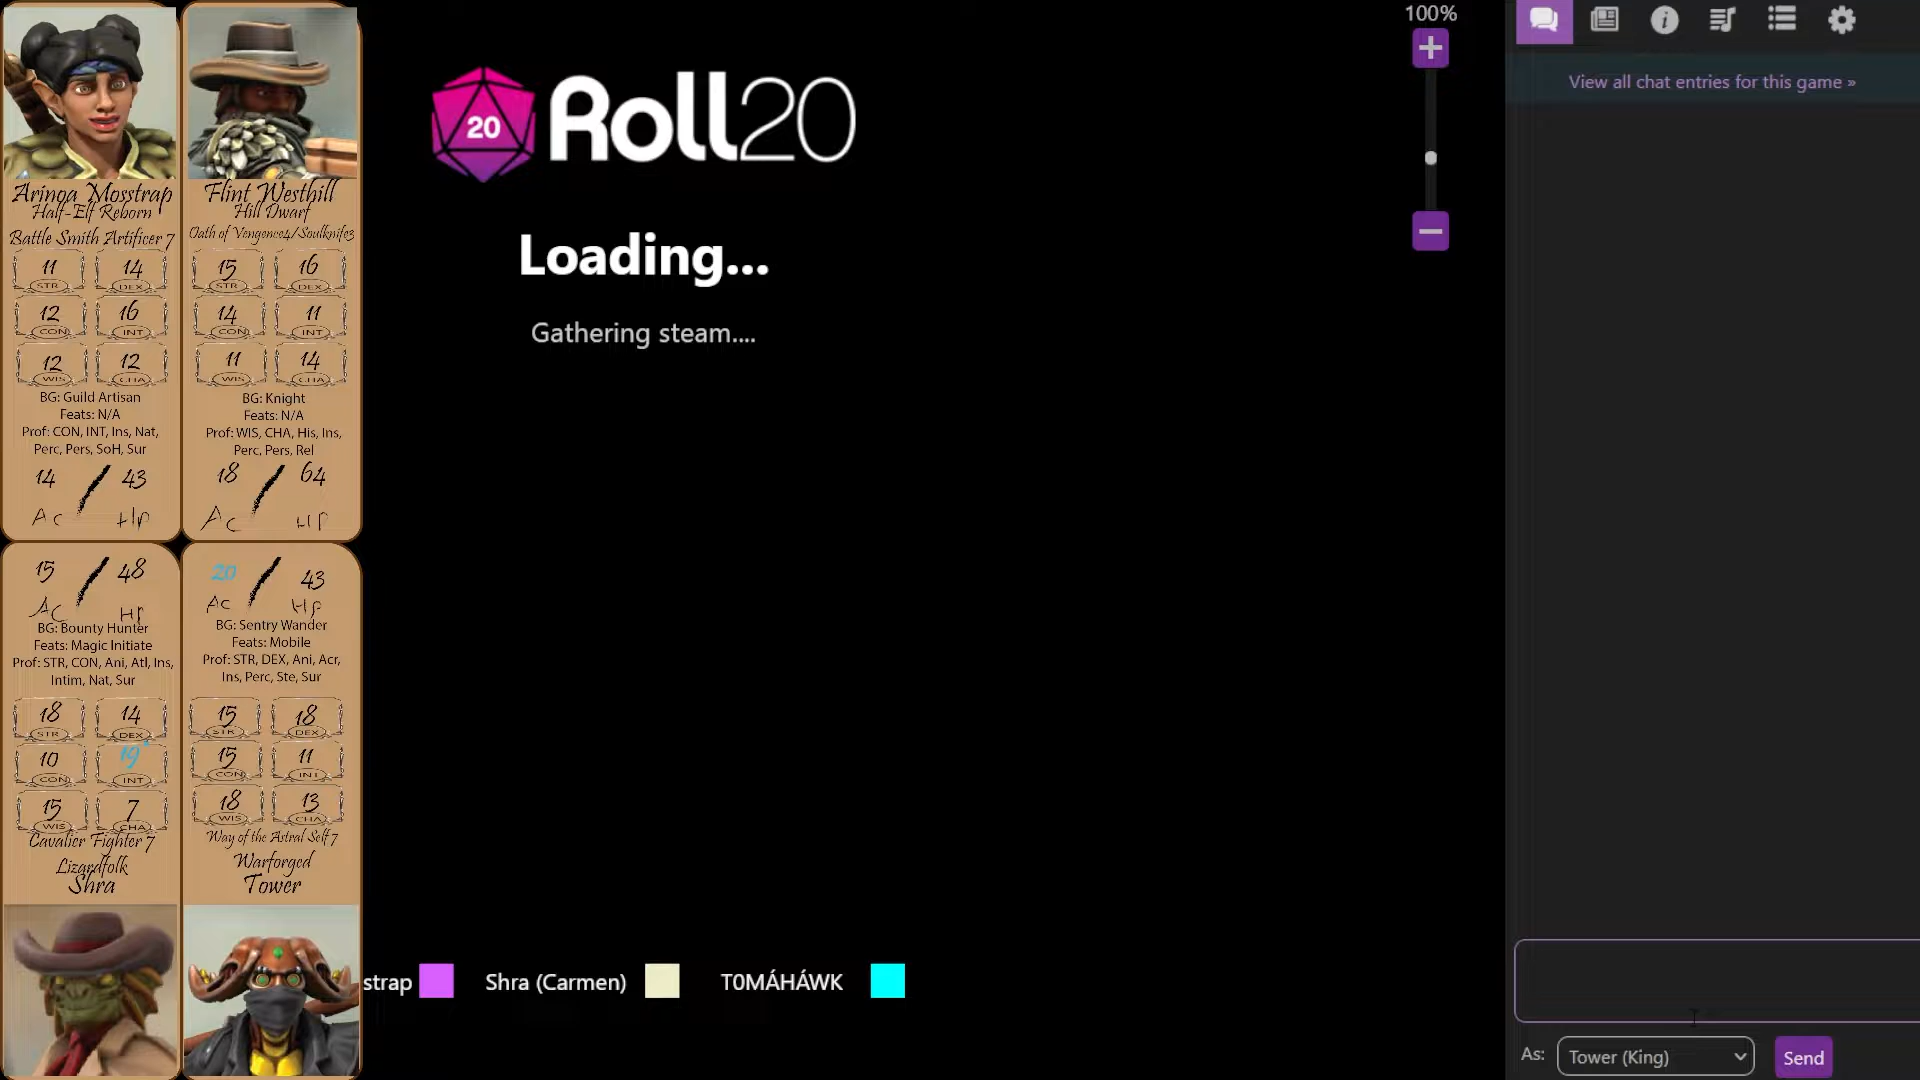 Arinoa Mosstrap
Half-Elf Reborn
Battle Smith Artificer 7
11 14
STR DEX
12 16
CON INT
12 12
WIS CHA
BG: Guild Artisan
Feats: N/A
Prof: CON, INT, Ins, Nat,
Perc, Pers, SoH, Sur
14 / 43
Ac Hp
Flint Westhill
Hill Dwarf
Oath of Vengence4/Soulknife3
15 16
STR DEX
14 11
CON INT
11 14
WIS CHA
BG: Knight
Feats: N/A
Prof: WIS, CHA, His, Ins,
Perc, Pers, Rel
18 / 64
Ac HP
15 / 48
Ac HP
BG: Bounty Hunter
Feats: Magic Initiate
Prof: STR, CON, Ani, Atl, Ins,
Intim, Nat, Sur
18 14
STR DEX
10 19*
CON INT
15 7
WIS CHA
Cavalier Fighter 7
Lizardfolk
Shra
20 / 43
Ac Hp
BG: Sentry Wander
Feats: Mobile
Prof: STR, DEX, Ani, Acr,
Ins, Perc, Ste, Sur
15 18
STR DEX
15 11
CON INT
18 13
WIS CHA
Way of the Astral Self 7
Warforged
Tower
20 Roll20
Loading...
Gathering steam....
strap Shra (Carmen) T0MÁHÁWK
100%
View all chat entries for this game »
As: Tower (King) Send